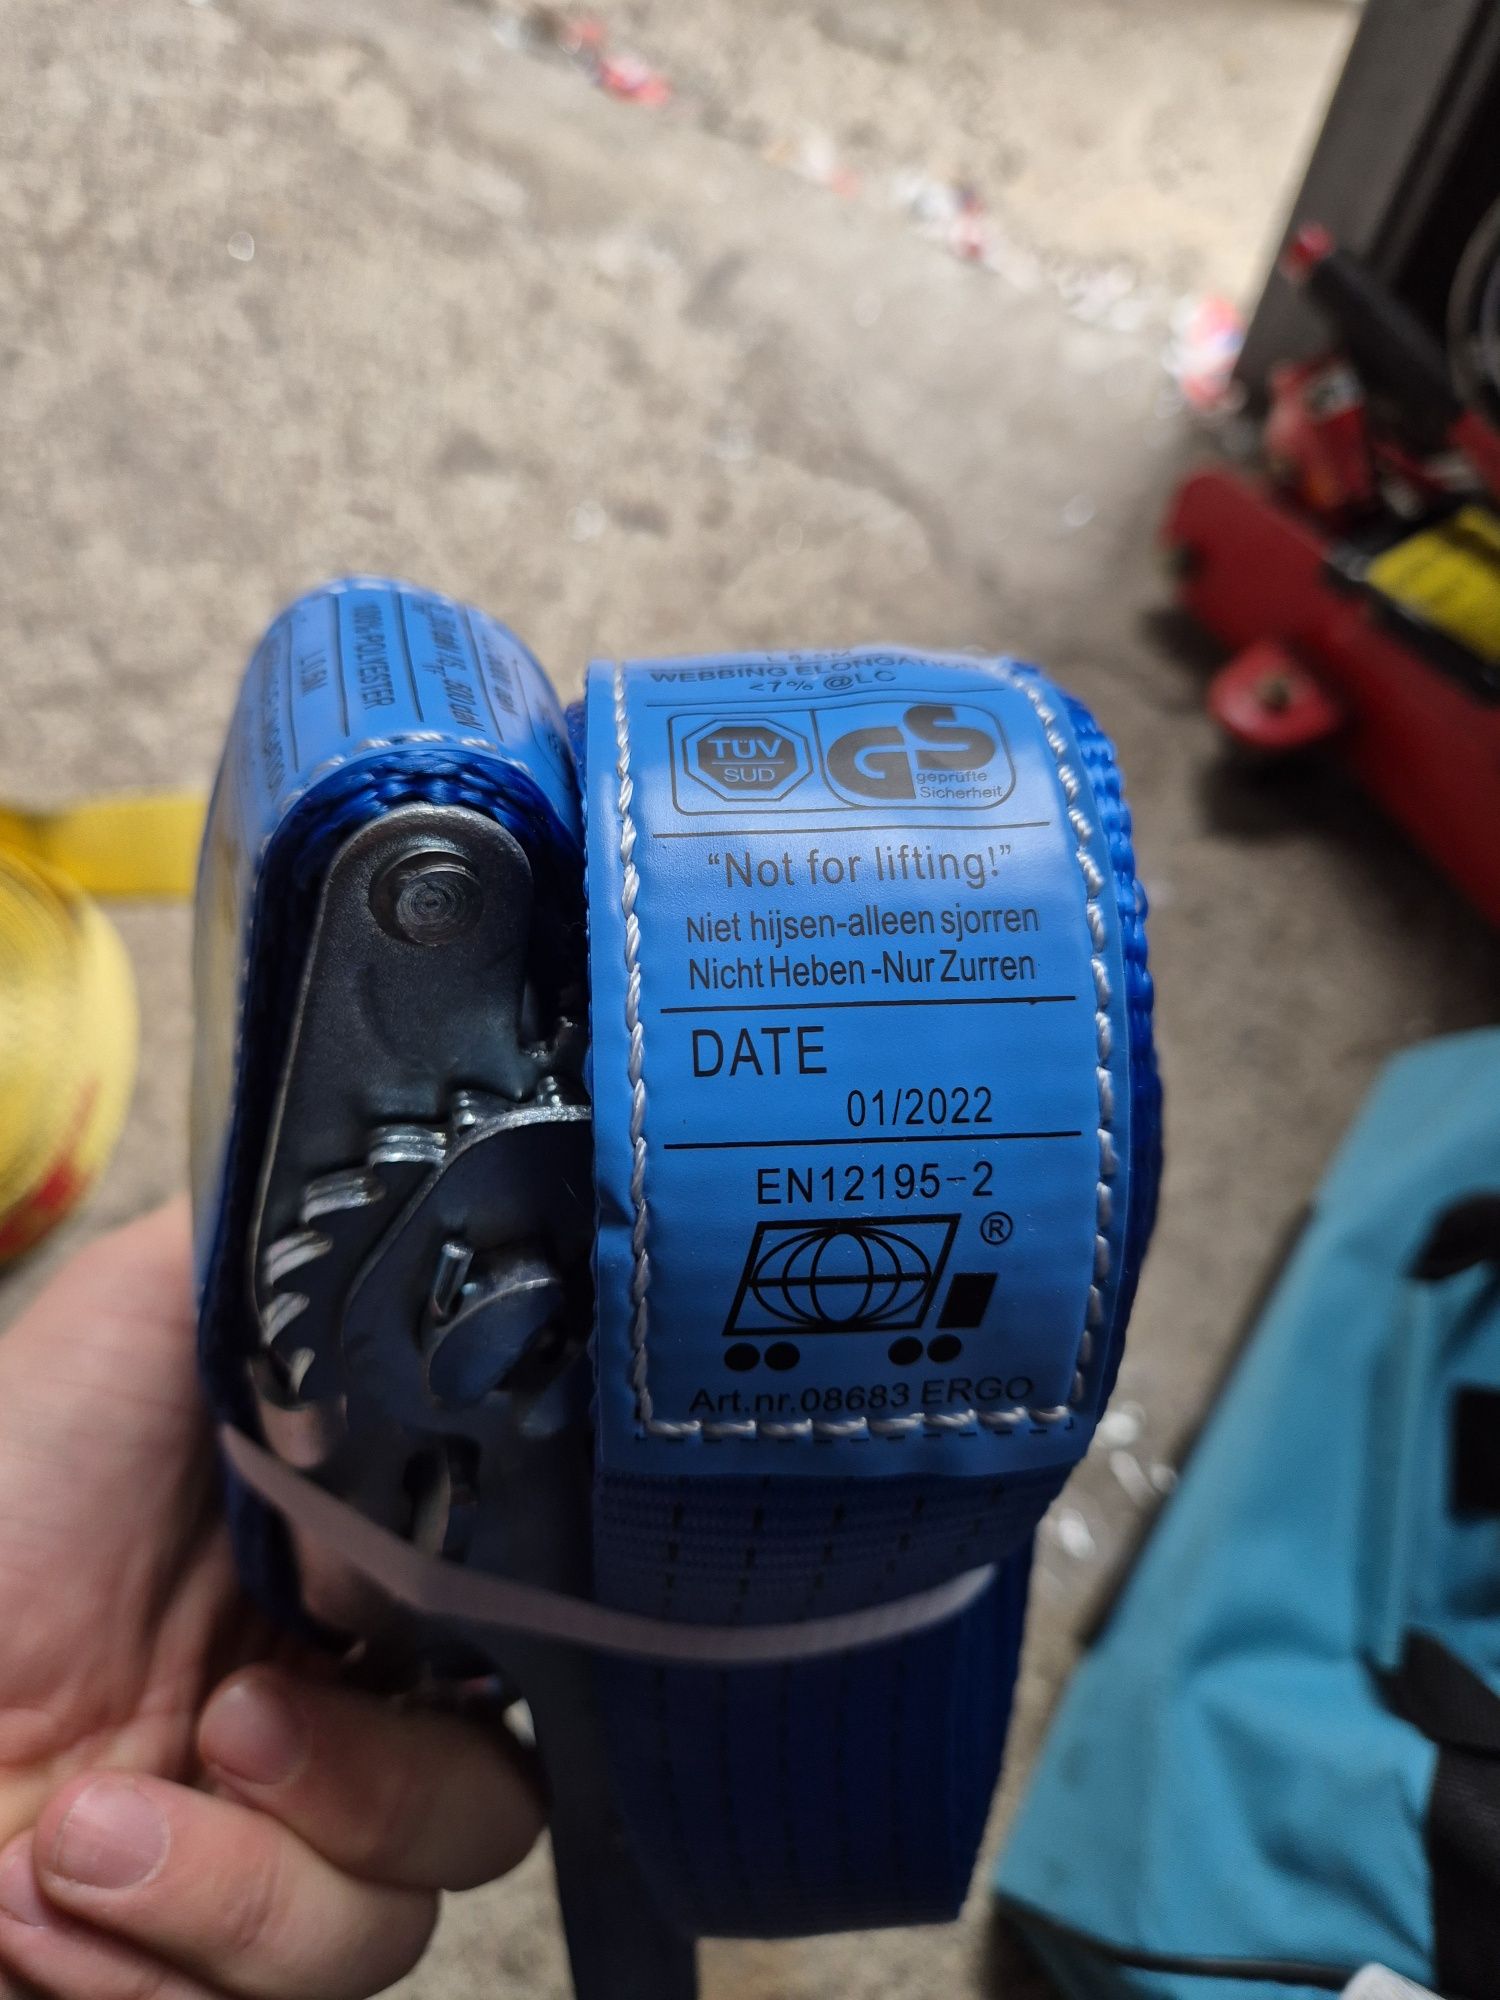 WEBBING ELONGATION
<7% @LC
TÜV
SUD
GS
geprüfte
Sicherheit
“Not for lifting!”
Niet hijsen-alleen sjorren
Nicht Heben-Nur Zurren
DATE
01/2022
EN12195-2
®
Art.nr.08683 ERGO
100%-POLYESTER